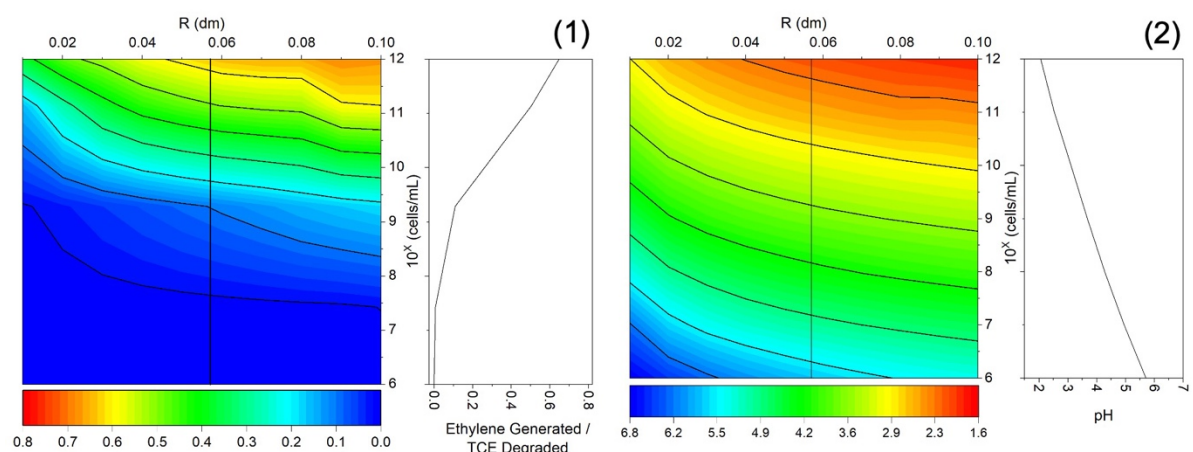 R (dm)
(1)
0.02 0.04 0.06 0.08 0.10
12
11
10
9
8
7
6
10^X (cells/mL)
0.8 0.7 0.6 0.5 0.4 0.3 0.2 0.1 0.0
0.0 0.2 0.4 0.6 0.8
Ethylene Generated /
TCE Degraded
R (dm)
(2)
0.02 0.04 0.06 0.08 0.10
12
11
10
9
8
7
6
10^X (cells/mL)
6.8 6.2 5.5 4.9 4.2 3.6 2.9 2.3 1.6
2 3 4 5 6 7
pH